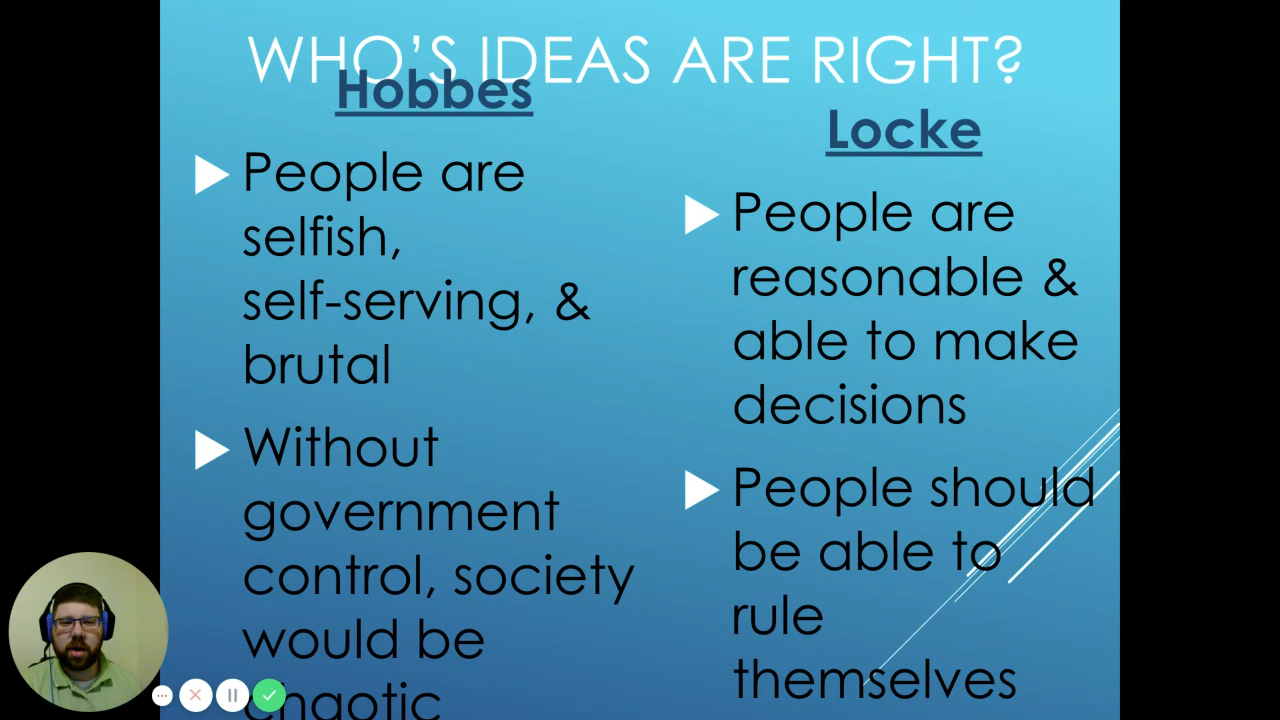 WHO'S IDEAS ARE RIGHT?
Hobbes
People are
selfish,
self-serving, &
brutal
Without
government
control, society
would be
chaotic
Locke
People are
reasonable &
able to make
decisions
People should
be able to
rule
themselves